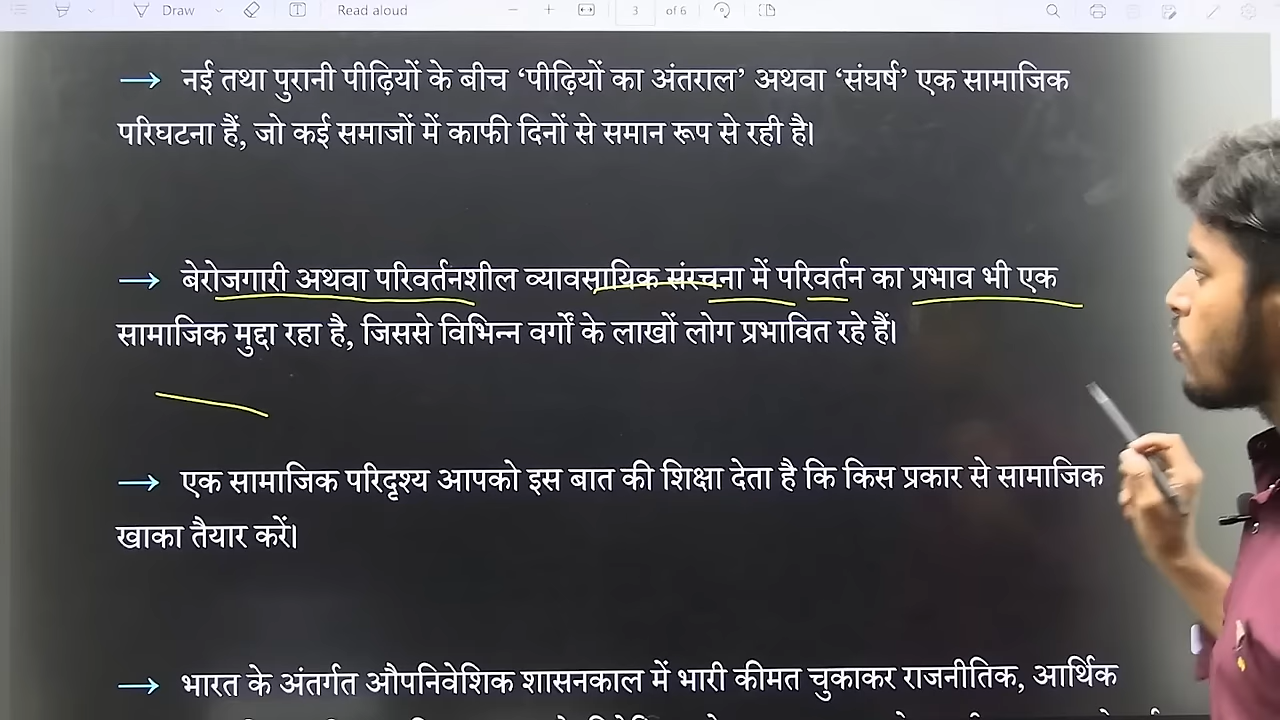 Draw
Read aloud
3 of 6
→ नई तथा पुरानी पीढ़ियों के बीच ‘पीढ़ियों का अंतराल’ अथवा ‘संघर्ष’ एक सामाजिक
परिघटना हैं, जो कई समाजों में काफी दिनों से समान रूप से रही है।
→ बेरोजगारी अथवा परिवर्तनशील व्यावसायिक संरचना में परिवर्तन का प्रभाव भी एक
सामाजिक मुद्दा रहा है, जिससे विभिन्न वर्गों के लाखों लोग प्रभावित रहे हैं।
→ एक सामाजिक परिदृश्य आपको इस बात की शिक्षा देता है कि किस प्रकार से सामाजिक
खाका तैयार करें।
→ भारत के अंतर्गत औपनिवेशिक शासनकाल में भारी कीमत चुकाकर राजनीतिक, आर्थिक